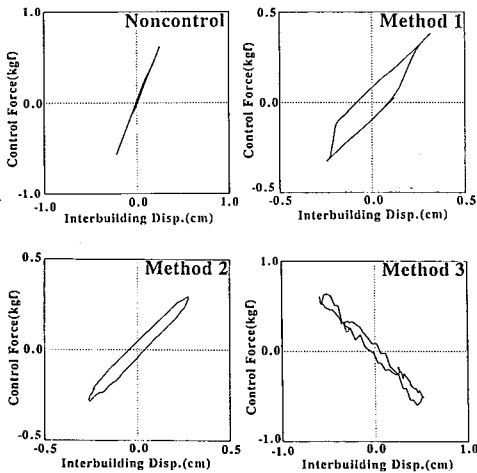 Noncontrol
1.0
0.0
-1.0
-1.0
0.0
1.0
Control Force(kgf)
Interbuilding Disp.(cm)
Method 1
0.5
0.0
-0.5
-0.5
0.0
0.5
Control Force(kgf)
Interbuilding Disp.(cm)
Method 2
0.5
0.0
-0.5
-0.5
0.0
0.5
Control Force(kgf)
Interbuilding Disp.(cm)
Method 3
1.0
0.0
-1.0
-1.0
0.0
1.0
Control Force(kgf)
Interbuilding Disp.(cm)